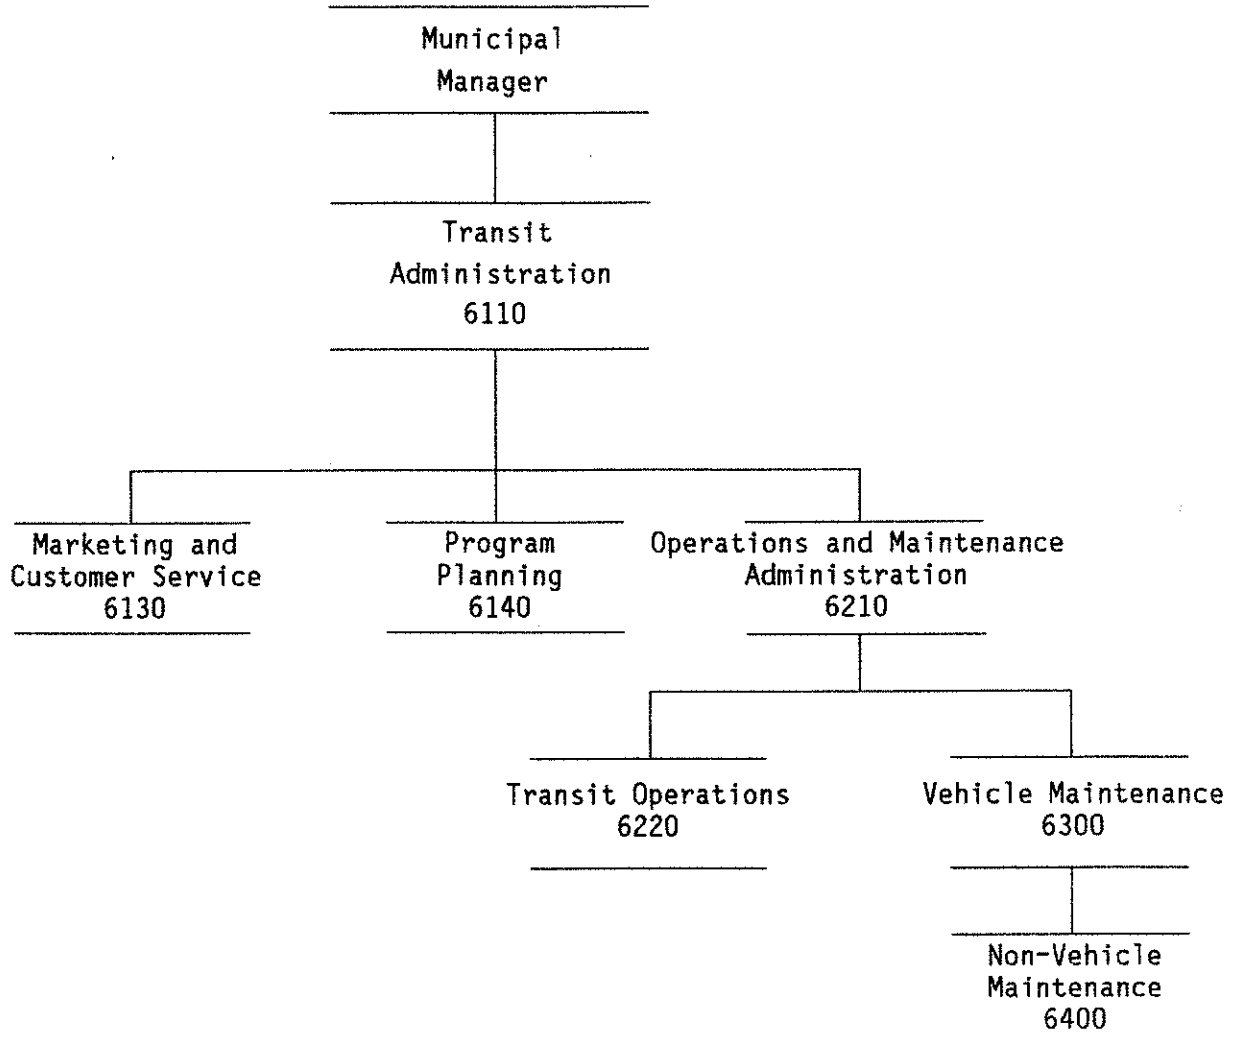 Municipal
Manager
Transit
Administration
6110
Marketing and
Customer Service
6130
Program
Planning
6140
Operations and Maintenance
Administration
6210
Transit Operations
6220
Vehicle Maintenance
6300
Non-Vehicle
Maintenance
6400